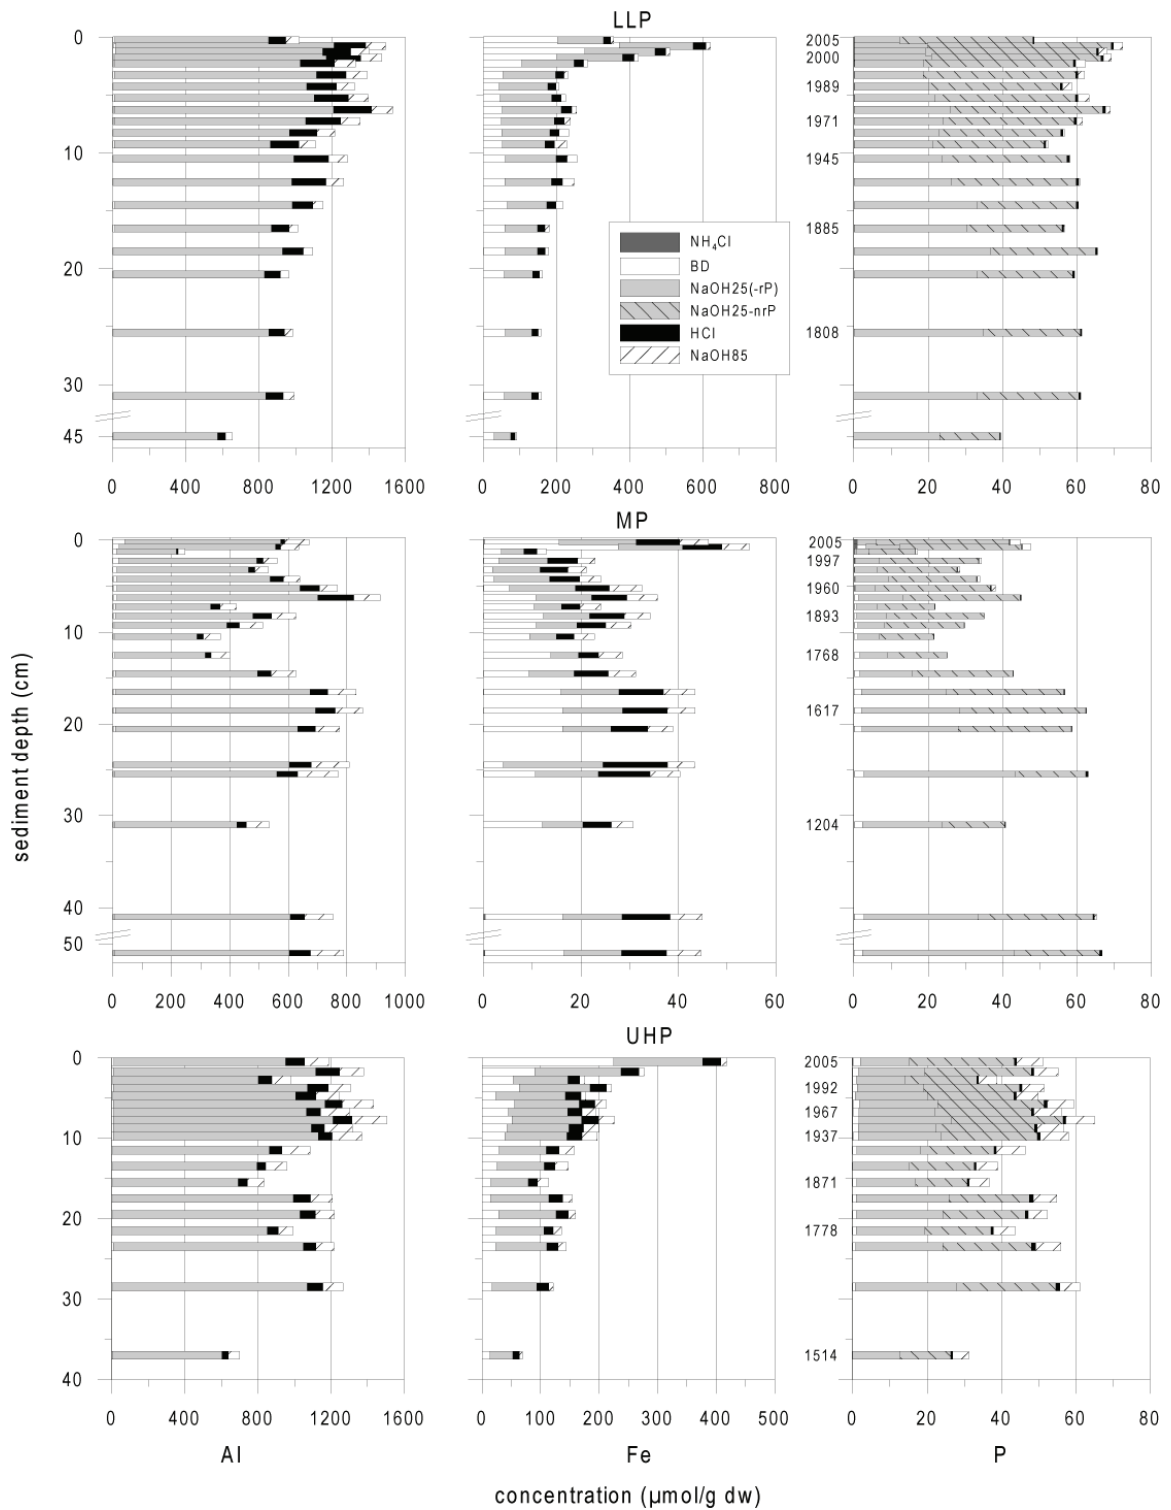 LLP
0
10
20
30
45
2005
2000
1989
1971
1945
1885
1808
NH₄Cl
BD
NaOH25(-rP)
NaOH25-nrP
HCl
NaOH85
0 400 800 1200 1600
0 200 400 600 800
0 20 40 60 80
MP
0
10
20
30
40
50
2005
1997
1960
1893
1768
1617
1204
0 200 400 600 800 1000
0 20 40 60
0 20 40 60 80
sediment depth (cm)
UHP
0
10
20
30
40
2005
1992
1967
1937
1871
1778
1514
0 400 800 1200 1600
0 100 200 300 400 500
0 20 40 60 80
Al Fe P
concentration (µmol/g dw)